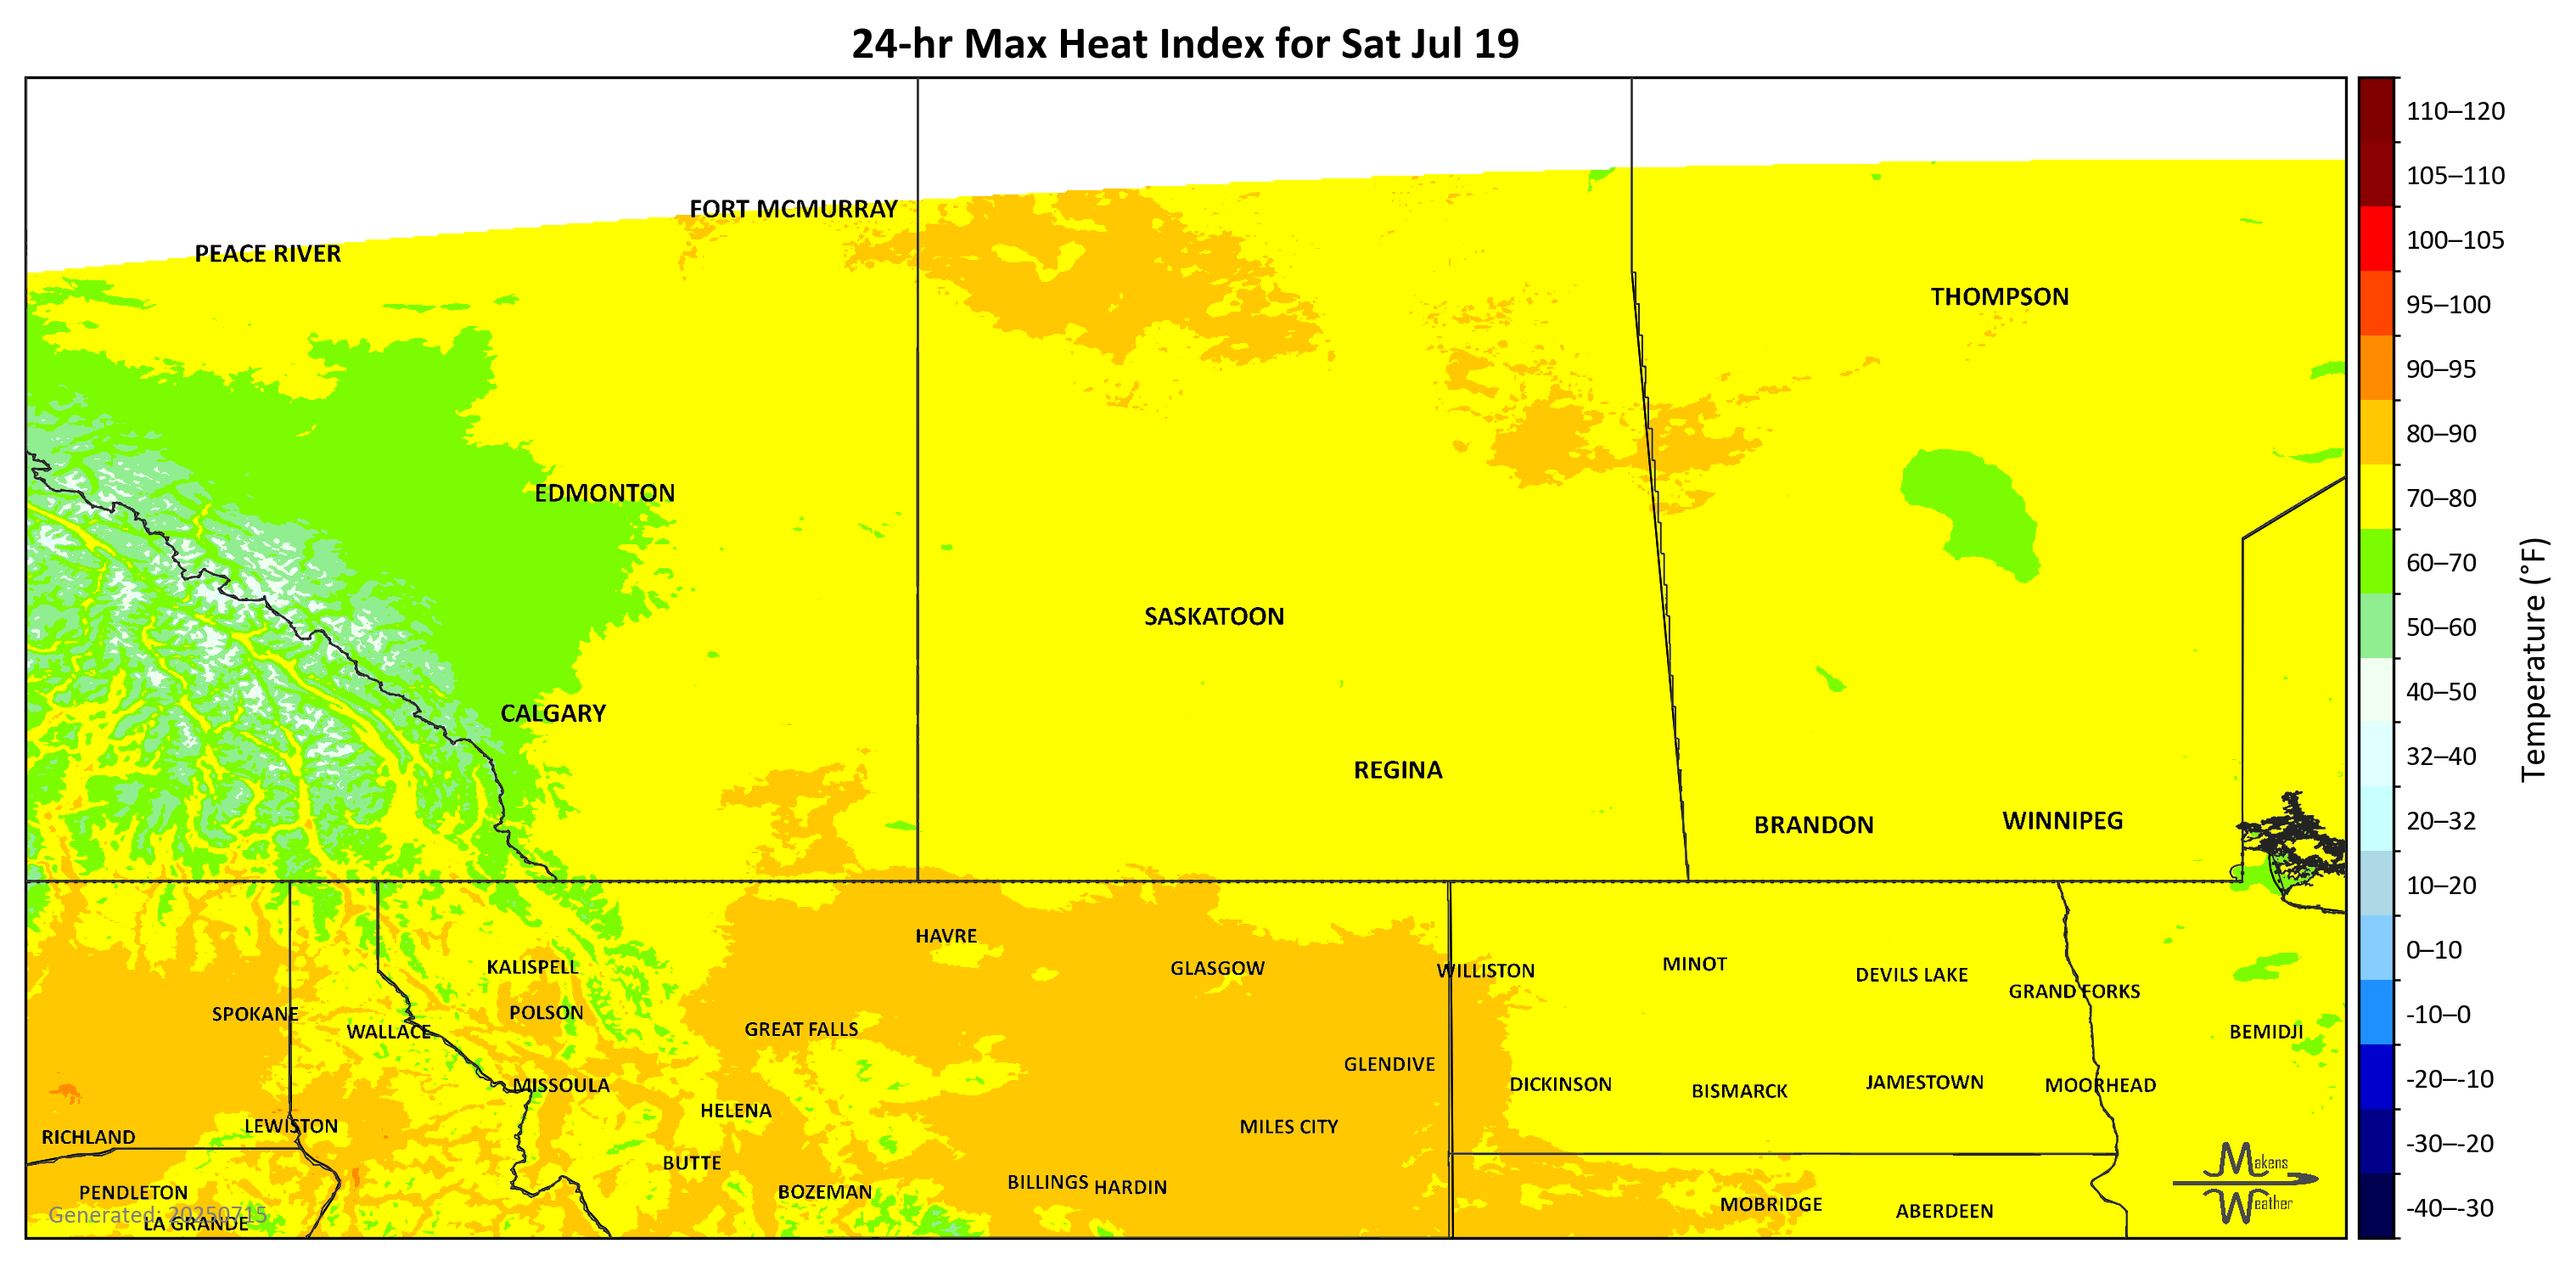 24-hr Max Heat Index for Sat Jul 19
110–120
105–110
FORT MCMURRAY
100–105
PEACE RIVER
THOMPSON
95–100
90–95
80–90
EDMONTON
70–80
60–70
SASKATOON
50–60
40–50
CALGARY
32–40
REGINA
20–32
BRANDON
WINNIPEG
10–20
0–10
-10–0
-20–-10
-30–-20
-40–-30
Temperature (°F)
HAVRE
KALISPELL
GLASGOW
WILLISTON
MINOT
DEVILS LAKE
GRAND FORKS
SPOKANE
POLSON
WALLACE
GREAT FALLS
BEMIDJI
GLENDIVE
MISSOULA
DICKINSON
BISMARCK
JAMESTOWN
MOORHEAD
HELENA
LEWISTON
MILES CITY
RICHLAND
BUTTE
BILLINGS
HARDIN
PENDLETON
BOZEMAN
MOBRIDGE
ABERDEEN
Generated: 20250715
LA GRANDE
Makens
Weather